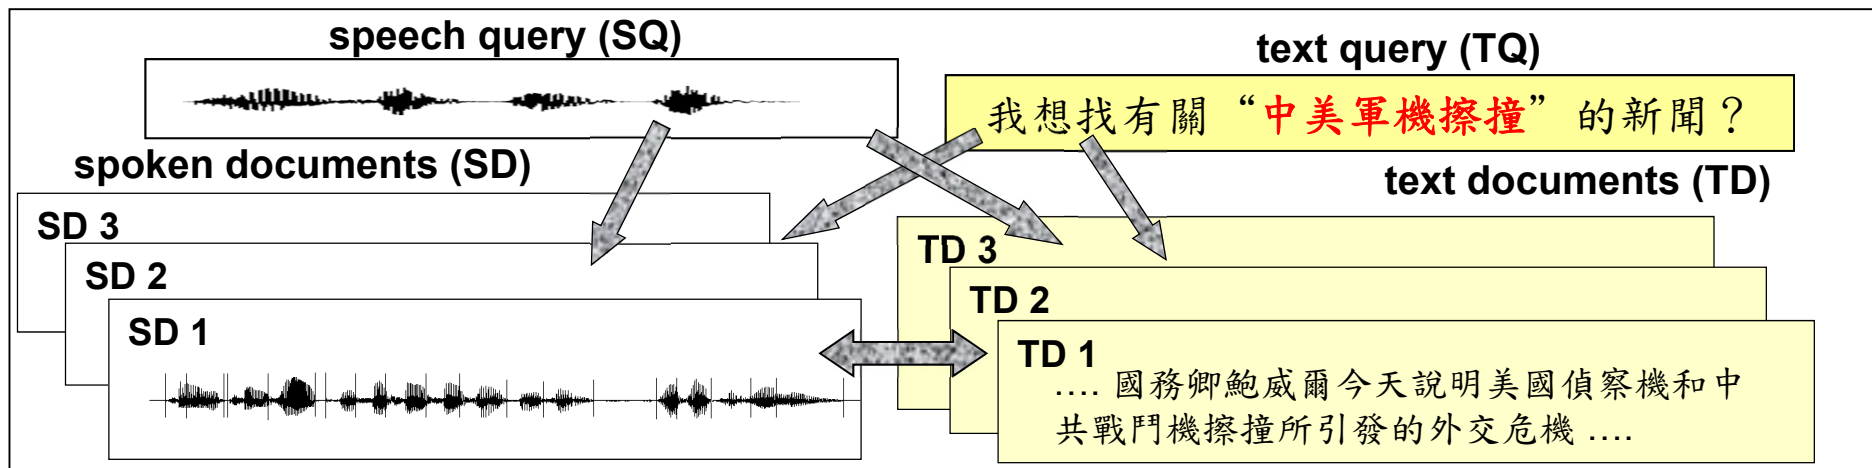 speech query (SQ)
text query (TQ)
我想找有關“中美軍機擦撞”的新聞？
spoken documents (SD)
text documents (TD)
SD 3
SD 2
SD 1
TD 3
TD 2
TD 1
.... 國務卿鮑威爾今天說明美國偵察機和中
共戰鬥機擦撞所引發的外交危機 ....